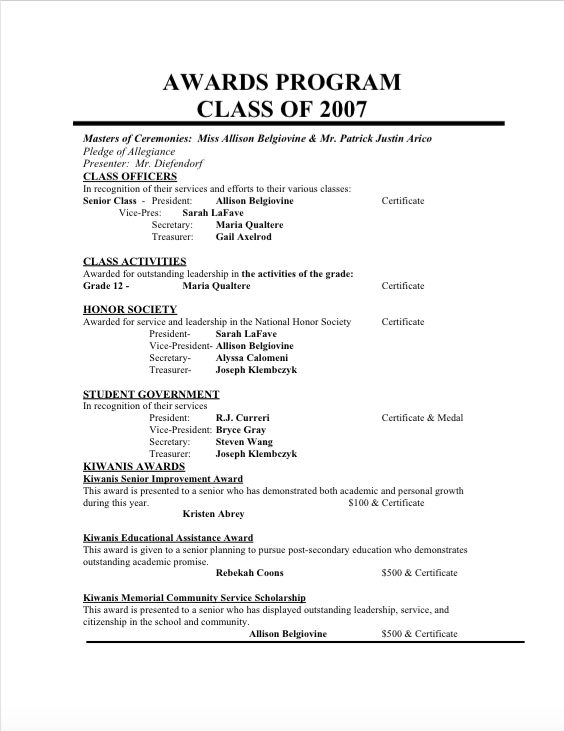 AWARDS PROGRAM
CLASS OF 2007
Masters of Ceremonies: Miss Allison Belgiovine & Mr. Patrick Justin Arico
Pledge of Allegiance
Presenter: Mr. Diefendorf
CLASS OFFICERS
In recognition of their services and efforts to their various classes:
Senior Class - President: Allison Belgiovine Certificate
Vice-Pres: Sarah LaFave
Secretary: Maria Qualtere
Treasurer: Gail Axelrod
CLASS ACTIVITIES
Awarded for outstanding leadership in the activities of the grade:
Grade 12 - Maria Qualtere Certificate
HONOR SOCIETY
Awarded for service and leadership in the National Honor Society Certificate
President- Sarah LaFave
Vice-President- Allison Belgiovine
Secretary- Alyssa Calomeni
Treasurer- Joseph Klembczyk
STUDENT GOVERNMENT
In recognition of their services
President: R.J. Curreri Certificate & Medal
Vice-President: Bryce Gray
Secretary: Steven Wang
Treasurer: Joseph Klembczyk
KIWANIS AWARDS
Kiwanis Senior Improvement Award
This award is presented to a senior who has demonstrated both academic and personal growth
during this year. $100 & Certificate
Kristen Abrey
Kiwanis Educational Assistance Award
This award is given to a senior planning to pursue post-secondary education who demonstrates
outstanding academic promise.
Rebekah Coons $500 & Certificate
Kiwanis Memorial Community Service Scholarship
This award is presented to a senior who has displayed outstanding leadership, service, and
citizenship in the school and community.
Allison Belgiovine $500 & Certificate